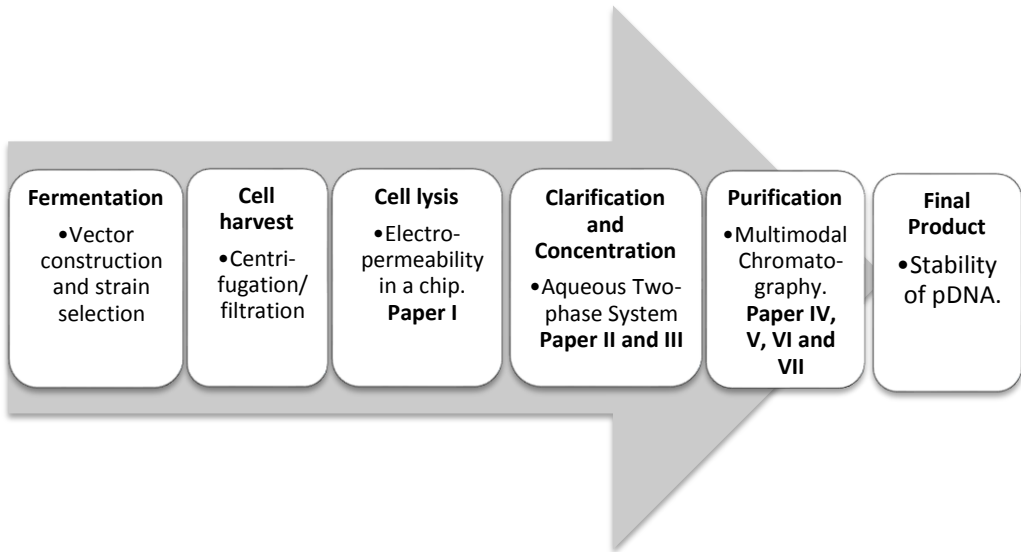 Fermentation
•Vector
construction
and strain
selection
Cell
harvest
•Centri-
fugation/
filtration
Cell lysis
•Electro-
permeability
in a chip.
Paper I
Clarification
and
Concentration
•Aqueous Two-
phase System
Paper II and III
Purification
•Multimodal
Chromato-
graphy.
Paper IV,
V, VI and
VII
Final
Product
•Stability
of pDNA.